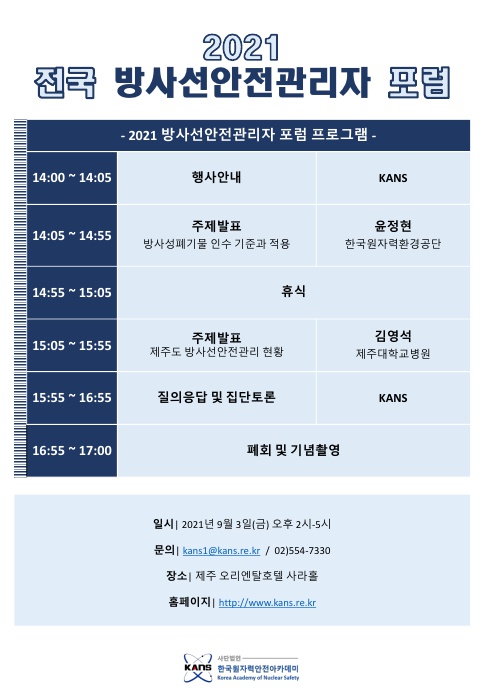 2021
전국 방사선안전관리자 포럼
- 2021 방사선안전관리자 포럼 프로그램 -
14:00 ~ 14:05 행사안내 KANS
14:05 ~ 14:55 주제발표 윤정현
방사성폐기물 인수 기준과 적용 한국원자력환경공단
14:55 ~ 15:05 휴식
15:05 ~ 15:55 주제발표 김영석
제주도 방사선안전관리 현황 제주대학교병원
15:55 ~ 16:55 질의응답 및 집단토론 KANS
16:55 ~ 17:00 폐회 및 기념촬영
일시| 2021년 9월 3일(금) 오후 2시-5시
문의| kans1@kans.re.kr / 02)554-7330
장소| 제주 오리엔탈호텔 사라홀
홈페이지| http://www.kans.re.kr
사단법인
KANS 한국원자력안전아카데미
Korea Academy of Nuclear Safety